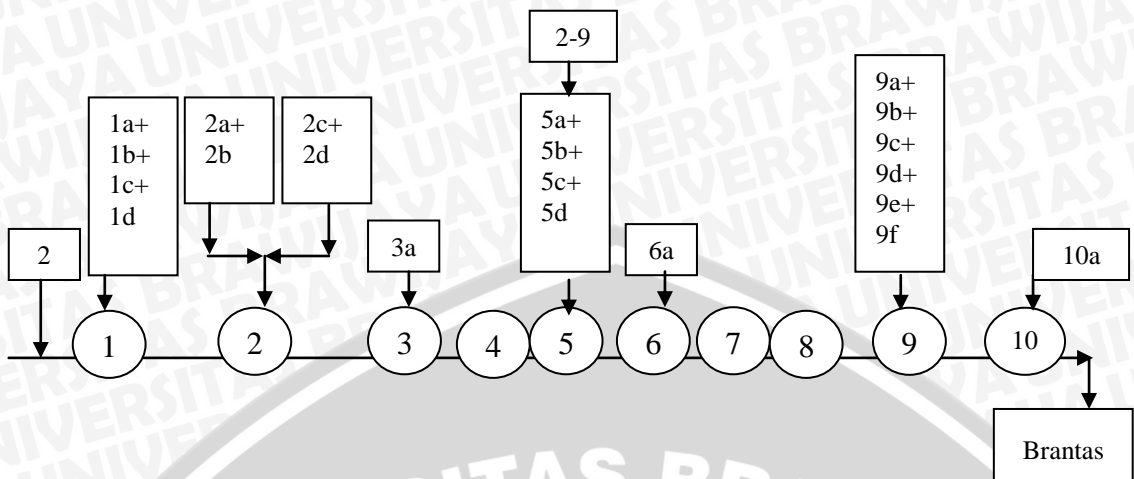 2-9
1a+
1b+
1c+
1d
2a+
2b
2c+
2d
5a+
5b+
5c+
5d
9a+
9b+
9c+
9d+
9e+
9f
2
3a
6a
10a
1
2
3
4
5
6
7
8
9
10
Brantas